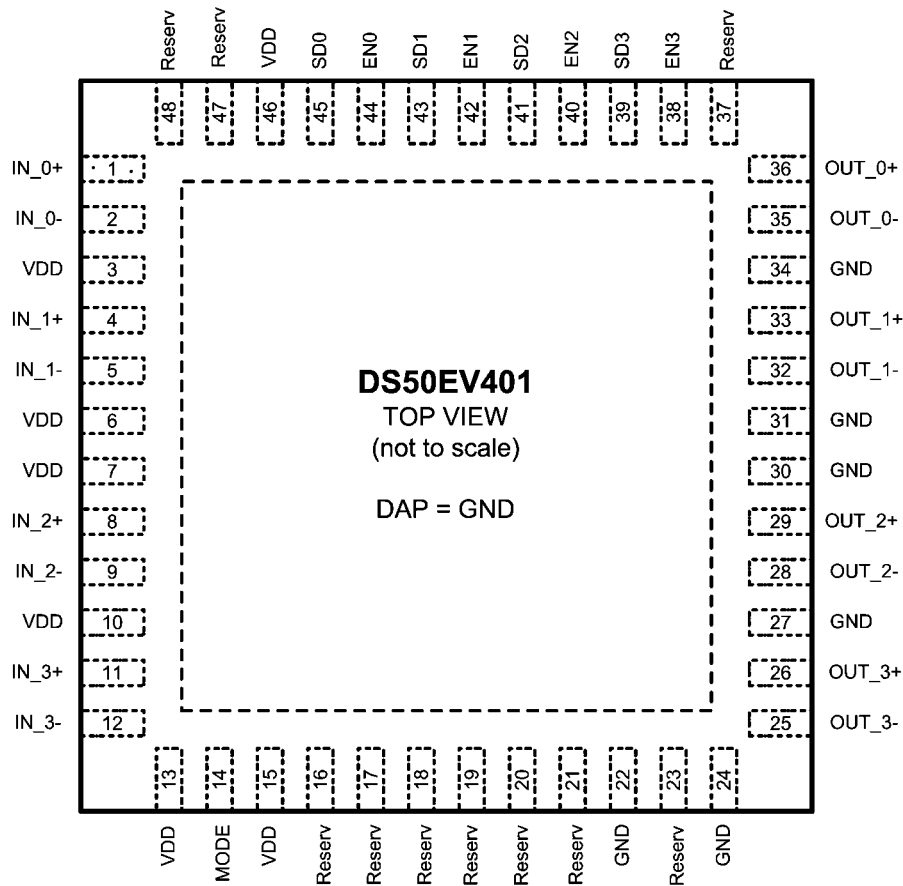 Reserv Reserv VDD SD0 EN0 SD1 EN1 SD2 EN2 SD3 EN3 Reserv
48 47 46 45 44 43 42 41 40 39 38 37
IN_0+ 1 36 OUT_0+
IN_0- 2 35 OUT_0-
VDD 3 34 GND
IN_1+ 4 33 OUT_1+
IN_1- 5 32 OUT_1-
VDD 6 31 GND
VDD 7 30 GND
IN_2+ 8 29 OUT_2+
IN_2- 9 28 OUT_2-
VDD 10 27 GND
IN_3+ 11 26 OUT_3+
IN_3- 12 25 OUT_3-
DS50EV401
TOP VIEW
(not to scale)
DAP = GND
13 14 15 16 17 18 19 20 21 22 23 24
VDD MODE VDD Reserv Reserv Reserv Reserv Reserv Reserv GND Reserv GND